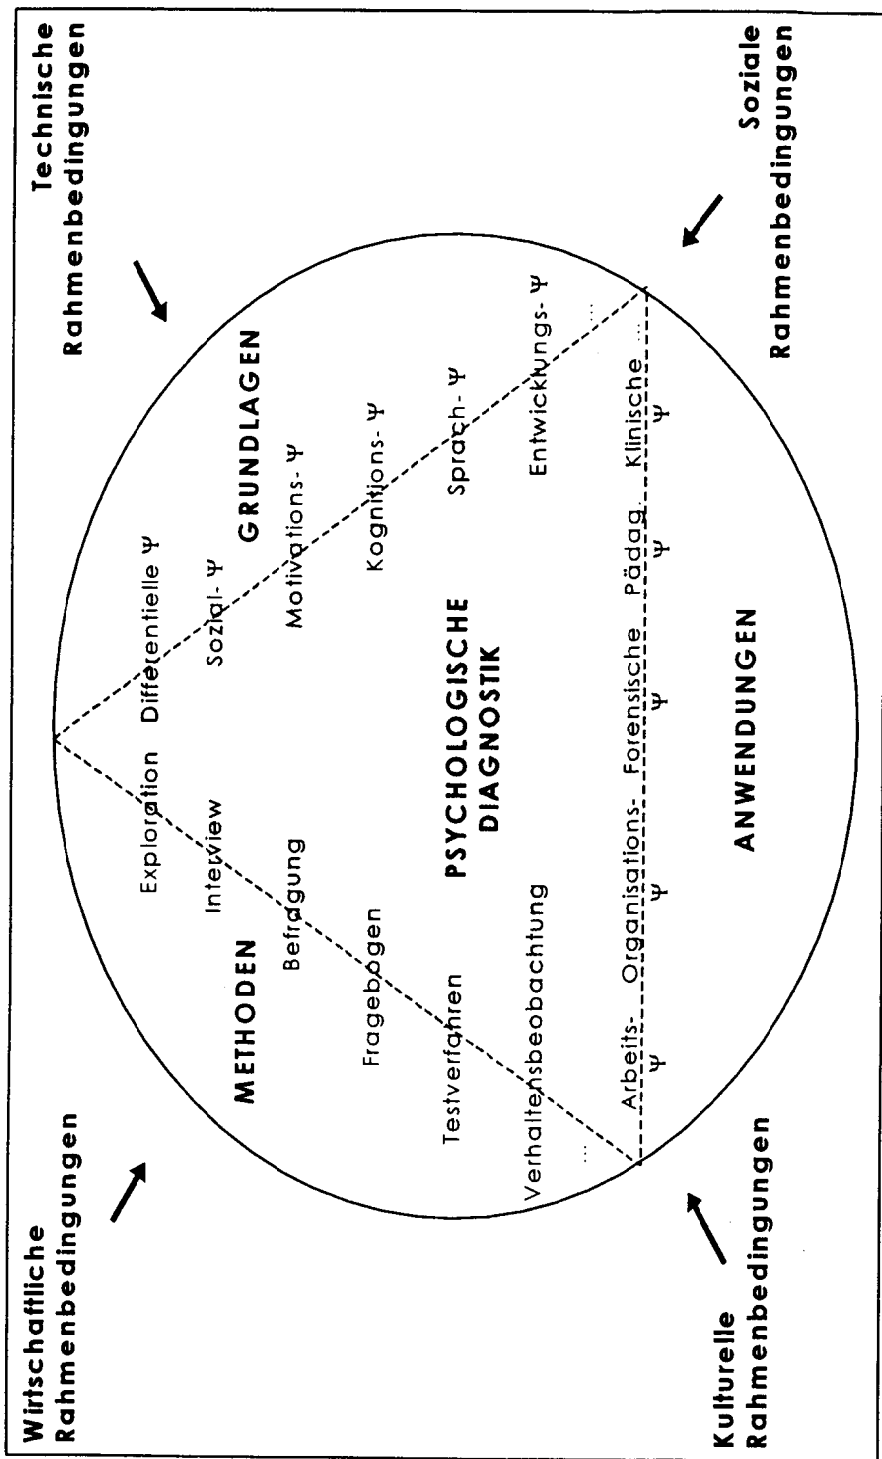 Wirtschaftliche
Rahmenbedingungen
Technische
Rahmenbedingungen
METHODEN
GRUNDLAGEN
Exploration
Differentielle Ψ
Interview
Sozial- Ψ
Befragung
Motivations- Ψ
Fragebogen
Kognitions- Ψ
Testverfahren
Sprach- Ψ
Verhaltensbeobachtung
Entwicklungs- Ψ
....
....
PSYCHOLOGISCHE
DIAGNOSTIK
Arbeits- Organisations- Forensische Pädag. Klinische ...
Ψ Ψ Ψ Ψ Ψ
ANWENDUNGEN
Kulturelle
Rahmenbedingungen
Soziale
Rahmenbedingungen